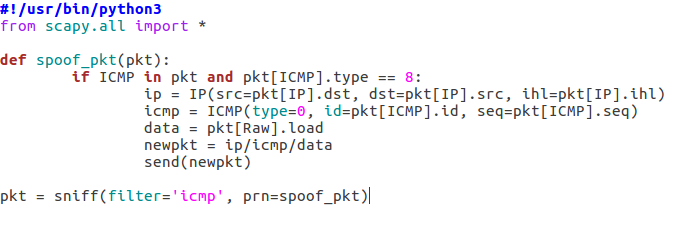 #!/usr/bin/python3
from scapy.all import *
def spoof_pkt(pkt):
        if ICMP in pkt and pkt[ICMP].type == 8:
                ip = IP(src=pkt[IP].dst, dst=pkt[IP].src, ihl=pkt[IP].ihl)
                icmp = ICMP(type=0, id=pkt[ICMP].id, seq=pkt[ICMP].seq)
                data = pkt[Raw].load
                newpkt = ip/icmp/data
                send(newpkt)
pkt = sniff(filter='icmp', prn=spoof_pkt)